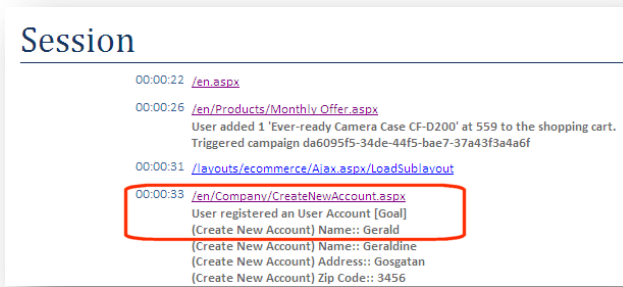 Session
00:00:22 /en.aspx
00:00:26 /en/Products/Monthly Offer.aspx
User added 1 'Ever-ready Camera Case CF-D200' at 559 to the shopping cart.
Triggered campaign da6095f5-34de-44f5-bae7-37a43f3a4a6f
00:00:31 /layouts/ecommerce/Ajax.aspx/LoadSublayout
00:00:33 /en/Company/CreateNewAccount.aspx
User registered an User Account [Goal]
(Create New Account) Name:: Gerald
(Create New Account) Name:: Geraldine
(Create New Account) Address:: Gosgatan
(Create New Account) Zip Code:: 3456